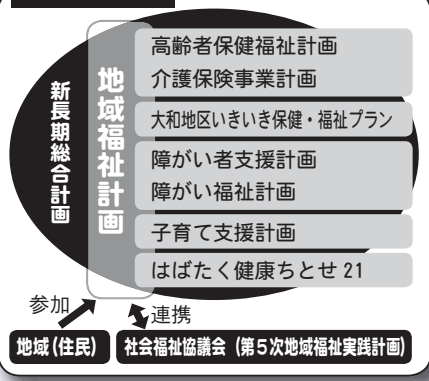 新長期総合計画
地域福祉計画
高齢者保健福祉計画
介護保険事業計画
大和地区いきいき保健・福祉プラン
障がい者支援計画
障がい福祉計画
子育て支援計画
はばたく健康ちとせ 21
参加
連携
地域(住民)
社会福祉協議会(第5次地域福祉実践計画)